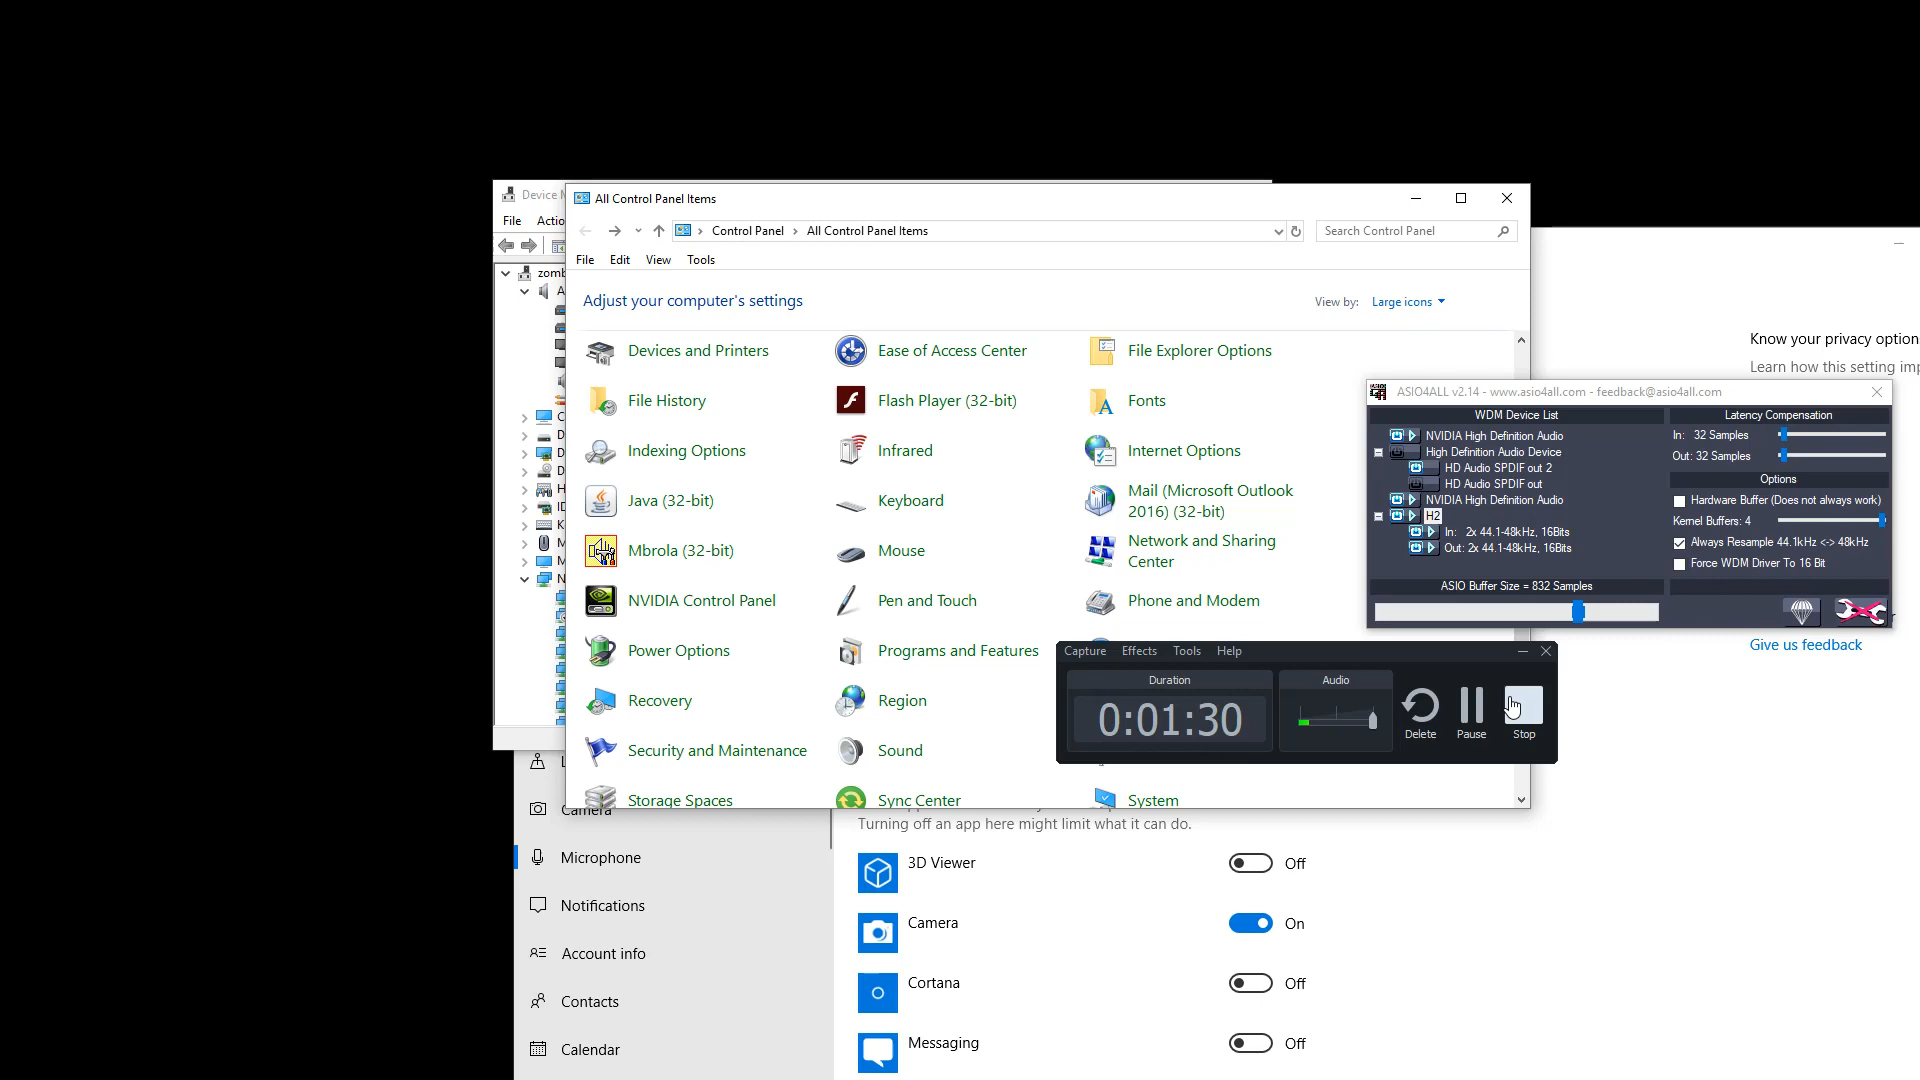 Device M
File
Actio
zomb
A
All Control Panel Items
Control Panel
All Control Panel Items
Search Control Panel
File
Edit
View
Tools
Adjust your computer's settings
View by:
Large icons
Devices and Printers
Ease of Access Center
File Explorer Options
File History
Flash Player (32-bit)
Fonts
Indexing Options
Infrared
Internet Options
Java (32-bit)
Keyboard
Mail (Microsoft Outlook
2016) (32-bit)
Mbrola (32-bit)
Mouse
Network and Sharing
Center
NVIDIA Control Panel
Pen and Touch
Phone and Modem
Power Options
Programs and Features
Recovery
Region
Security and Maintenance
Sound
Storage Spaces
Sync Center
System
Know your privacy option
Learn how this setting imp
Give us feedback
ASIO4ALL v2.14 - www.asio4all.com - feedback@asio4all.com
WDM Device List
NVIDIA High Definition Audio
High Definition Audio Device
HD Audio SPDIF out 2
HD Audio SPDIF out
NVIDIA High Definition Audio
H2
In: 2x 44.1-48kHz, 16Bits
Out: 2x 44.1-48kHz, 16Bits
ASIO Buffer Size = 832 Samples
Latency Compensation
In: 32 Samples
Out: 32 Samples
Options
Hardware Buffer (Does not always work)
Kernel Buffers: 4
Always Resample 44.1kHz <-> 48kHz
Force WDM Driver To 16 Bit
Capture
Effects
Tools
Help
Duration
0:01:30
Audio
Delete
Pause
Stop
Camera
Microphone
Notifications
Account info
Contacts
Calendar
Turning off an app here might limit what it can do.
3D Viewer
Off
Camera
On
Cortana
Off
Messaging
Off